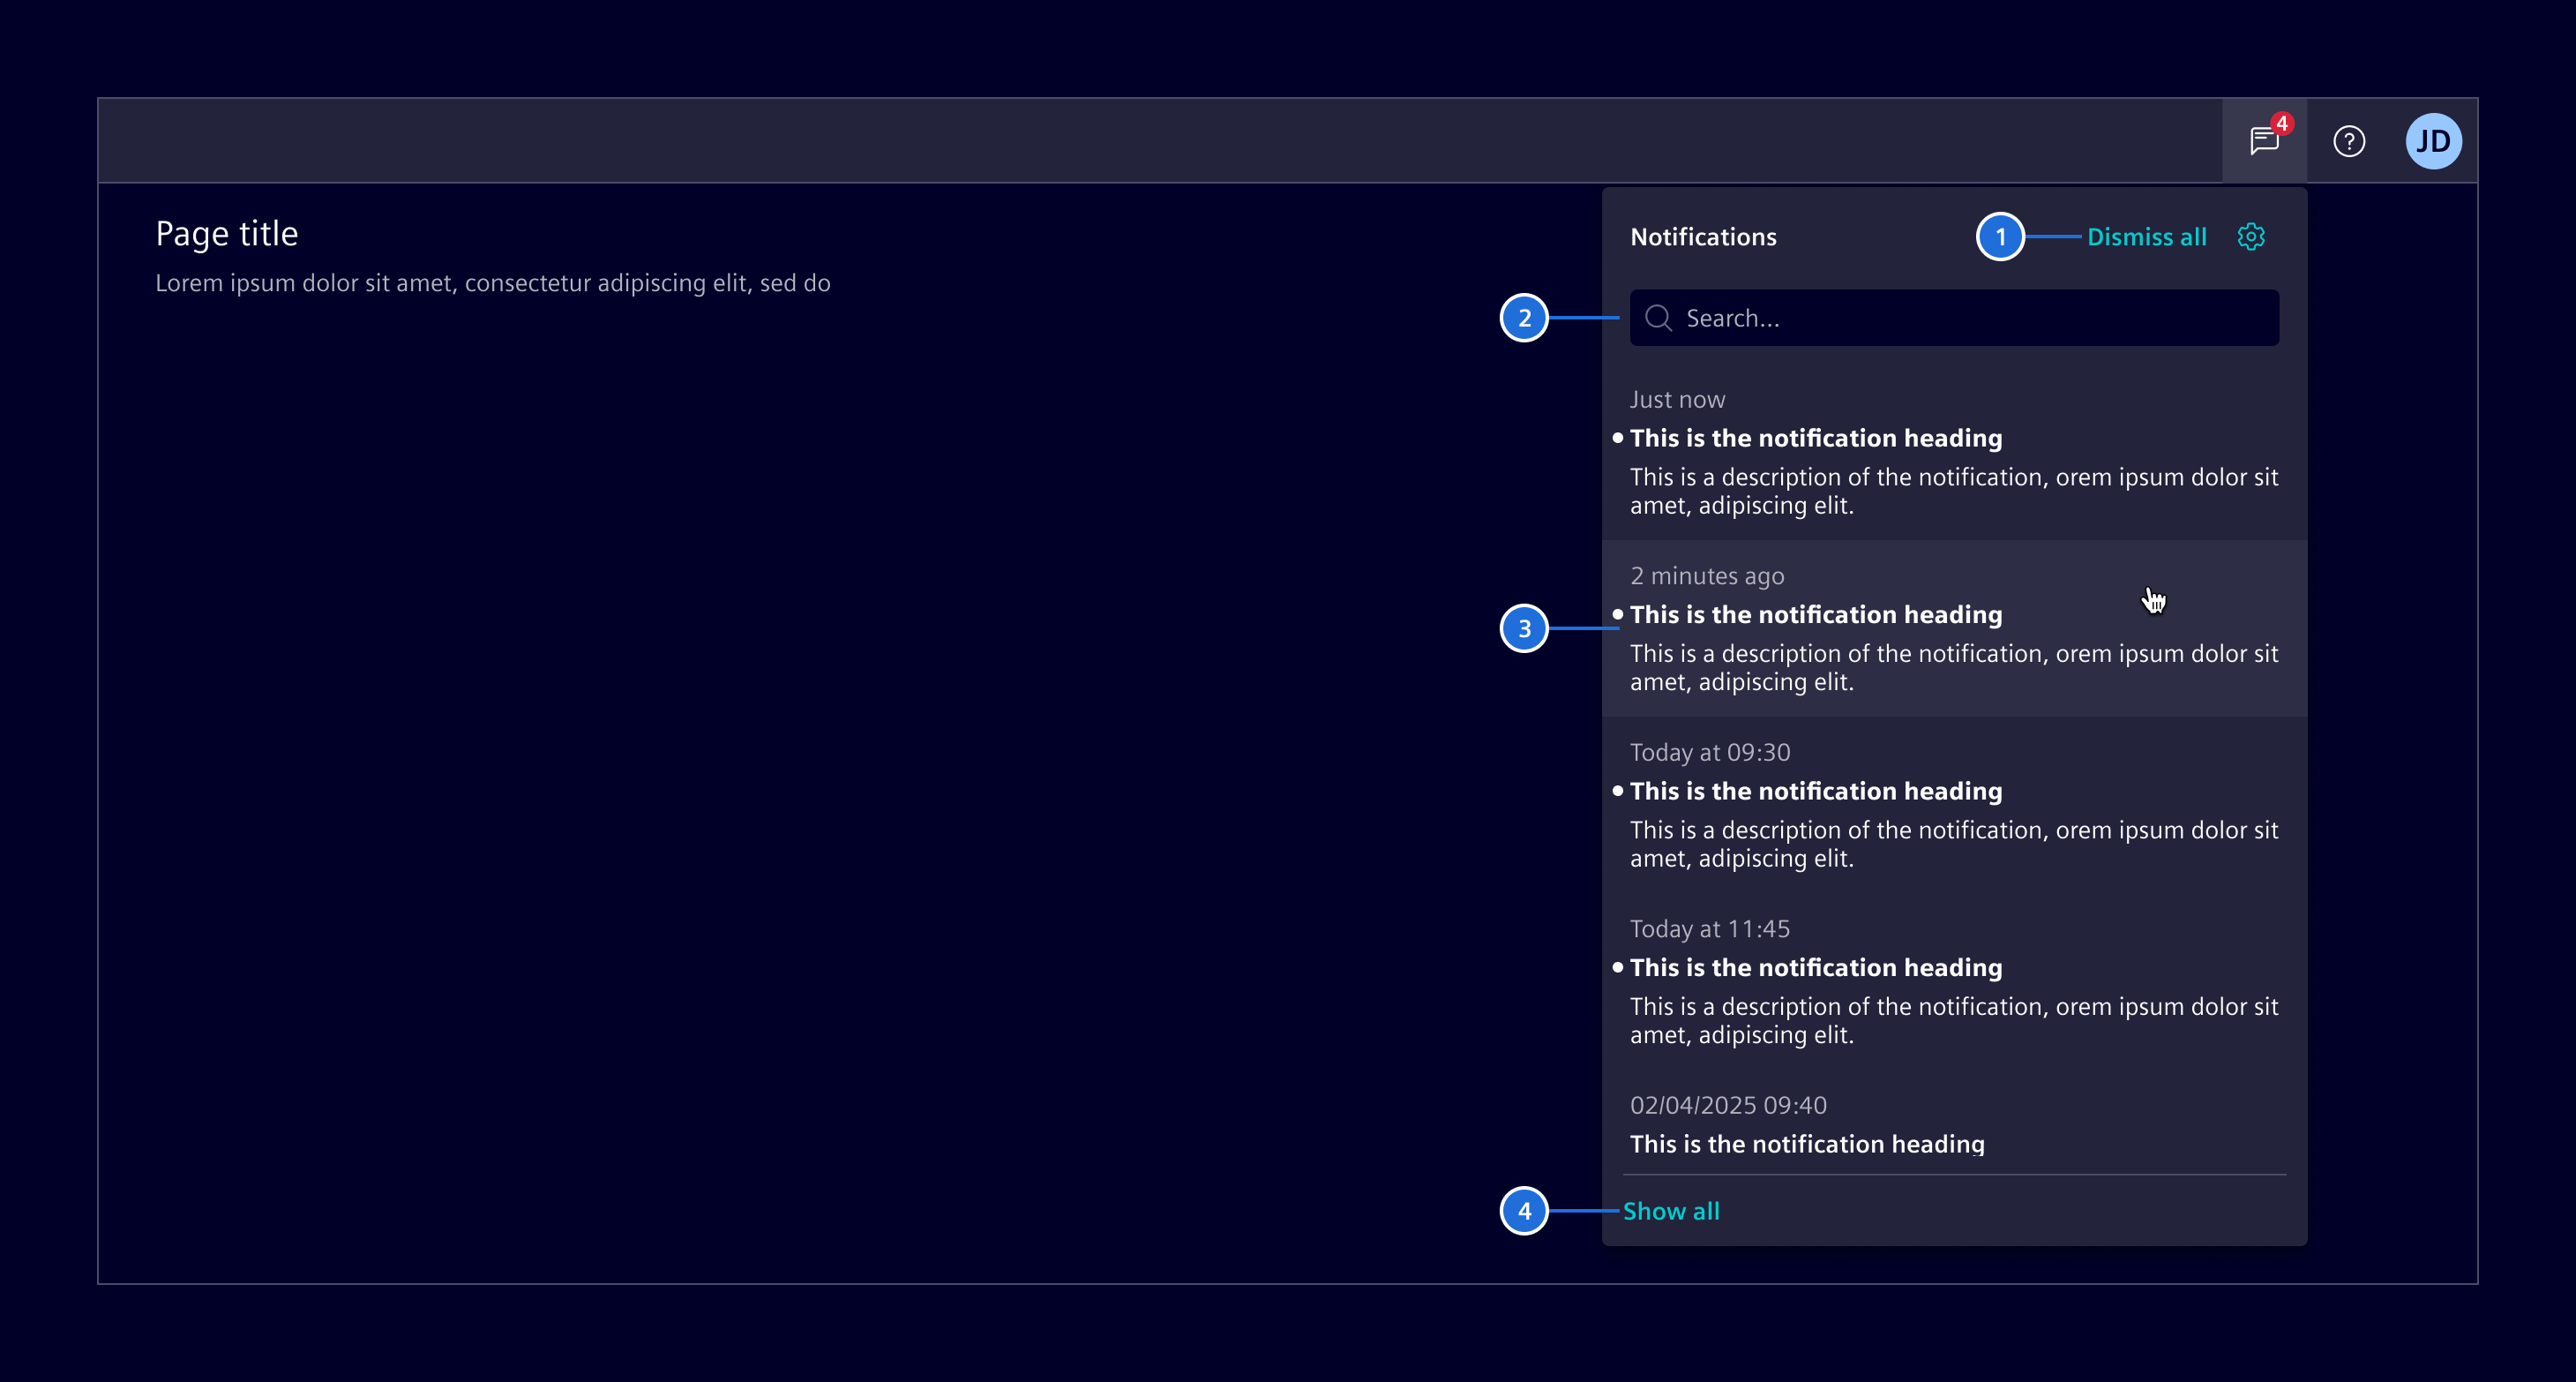 4
?
JD
Page title
Lorem ipsum dolor sit amet, consectetur adipiscing elit, sed do
Notifications
1
Dismiss all
2
Search...
Just now
This is the notification heading
This is a description of the notification, orem ipsum dolor sit
amet, adipiscing elit.
2 minutes ago
This is the notification heading
3
This is a description of the notification, orem ipsum dolor sit
amet, adipiscing elit.
Today at 09:30
This is the notification heading
This is a description of the notification, orem ipsum dolor sit
amet, adipiscing elit.
Today at 11:45
This is the notification heading
This is a description of the notification, orem ipsum dolor sit
amet, adipiscing elit.
02/04/2025 09:40
This is the notification heading
4
Show all